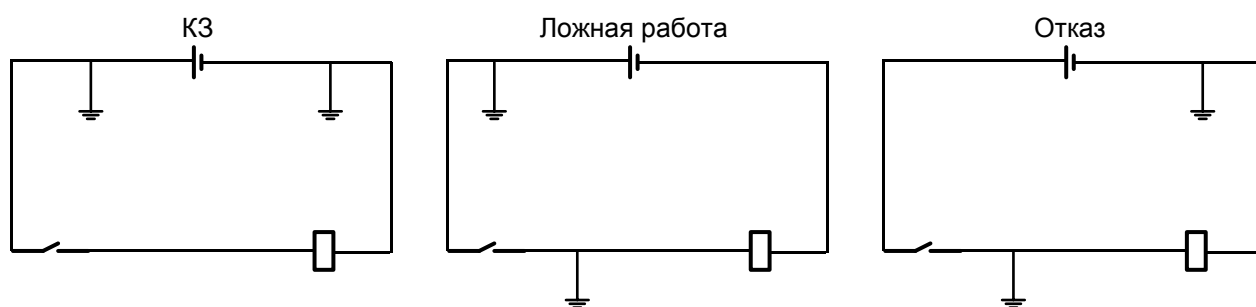 КЗ
Ложная работа
Отказ